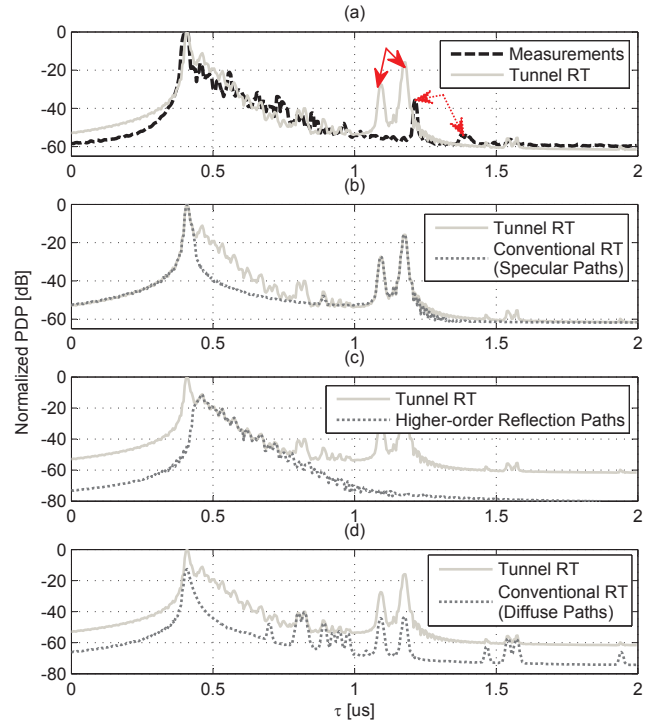 (a)
0
-20
-40
-60
Measurements
Tunnel RT
0
0.5
1
1.5
2
(b)
0
-20
-40
-60
Tunnel RT
Conventional RT
(Specular Paths)
0
0.5
1
1.5
2
Normalized PDP [dB]
(c)
0
-20
-40
-60
-80
Tunnel RT
Higher-order Reflection Paths
0
0.5
1
1.5
2
(d)
0
-20
-40
-60
-80
Tunnel RT
Conventional RT
(Diffuse Paths)
0
0.5
1
1.5
2
τ [us]